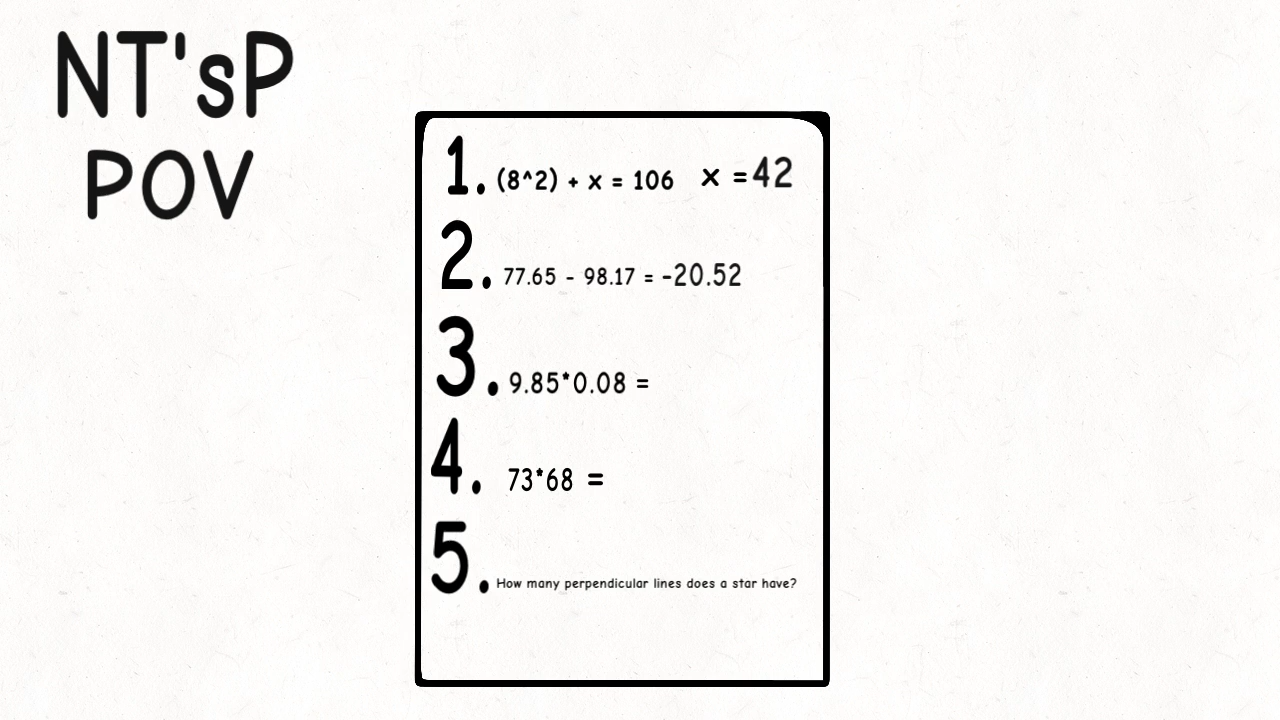 NT'sP
POV
1. (8^2) + x = 106 x = 42
2. 77.65 - 98.17 = -20.52
3. 9.85*0.08 =
4. 73*68 =
5. How many perpendicular lines does a star have?